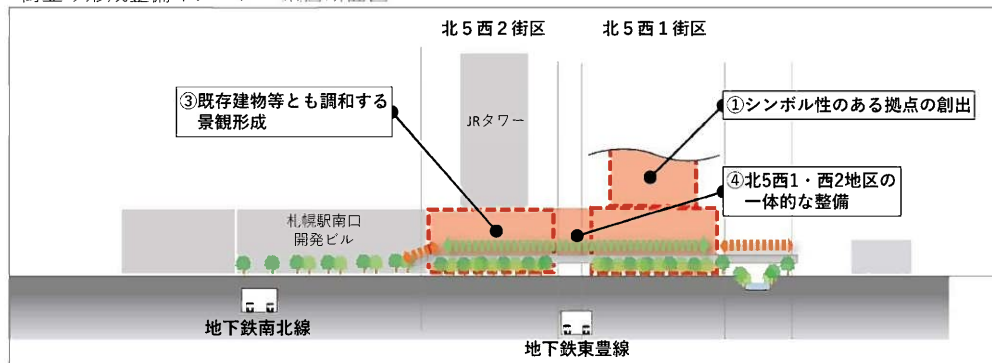 北5西2街区
北5西1街区
③既存建物等とも調和する
景観形成
JRタワー
①シンボル性のある拠点の創出
④北5西1・西2地区の
一体的な整備
札幌駅南口
開発ビル
地下鉄南北線
地下鉄東豊線